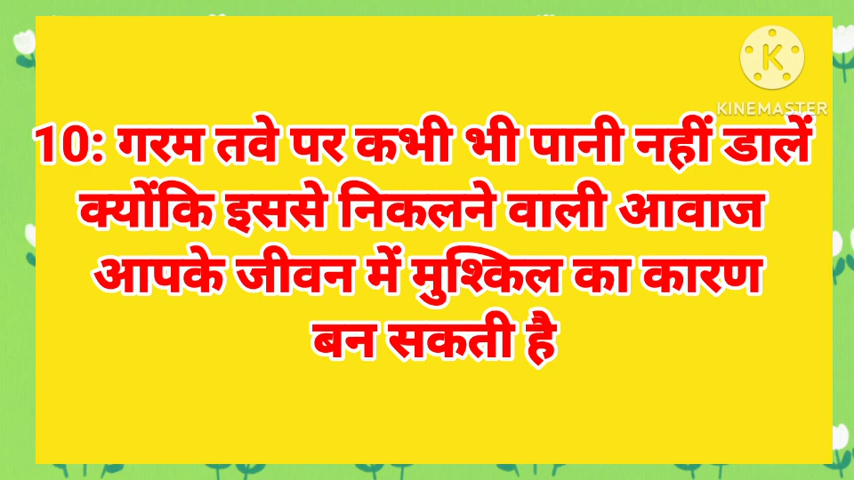 K
KINEMASTER
10: गरम तवे पर कभी भी पानी नहीं डालें
क्योंकि इससे निकलने वाली आवाज
आपके जीवन में मुश्किल का कारण
बन सकती है